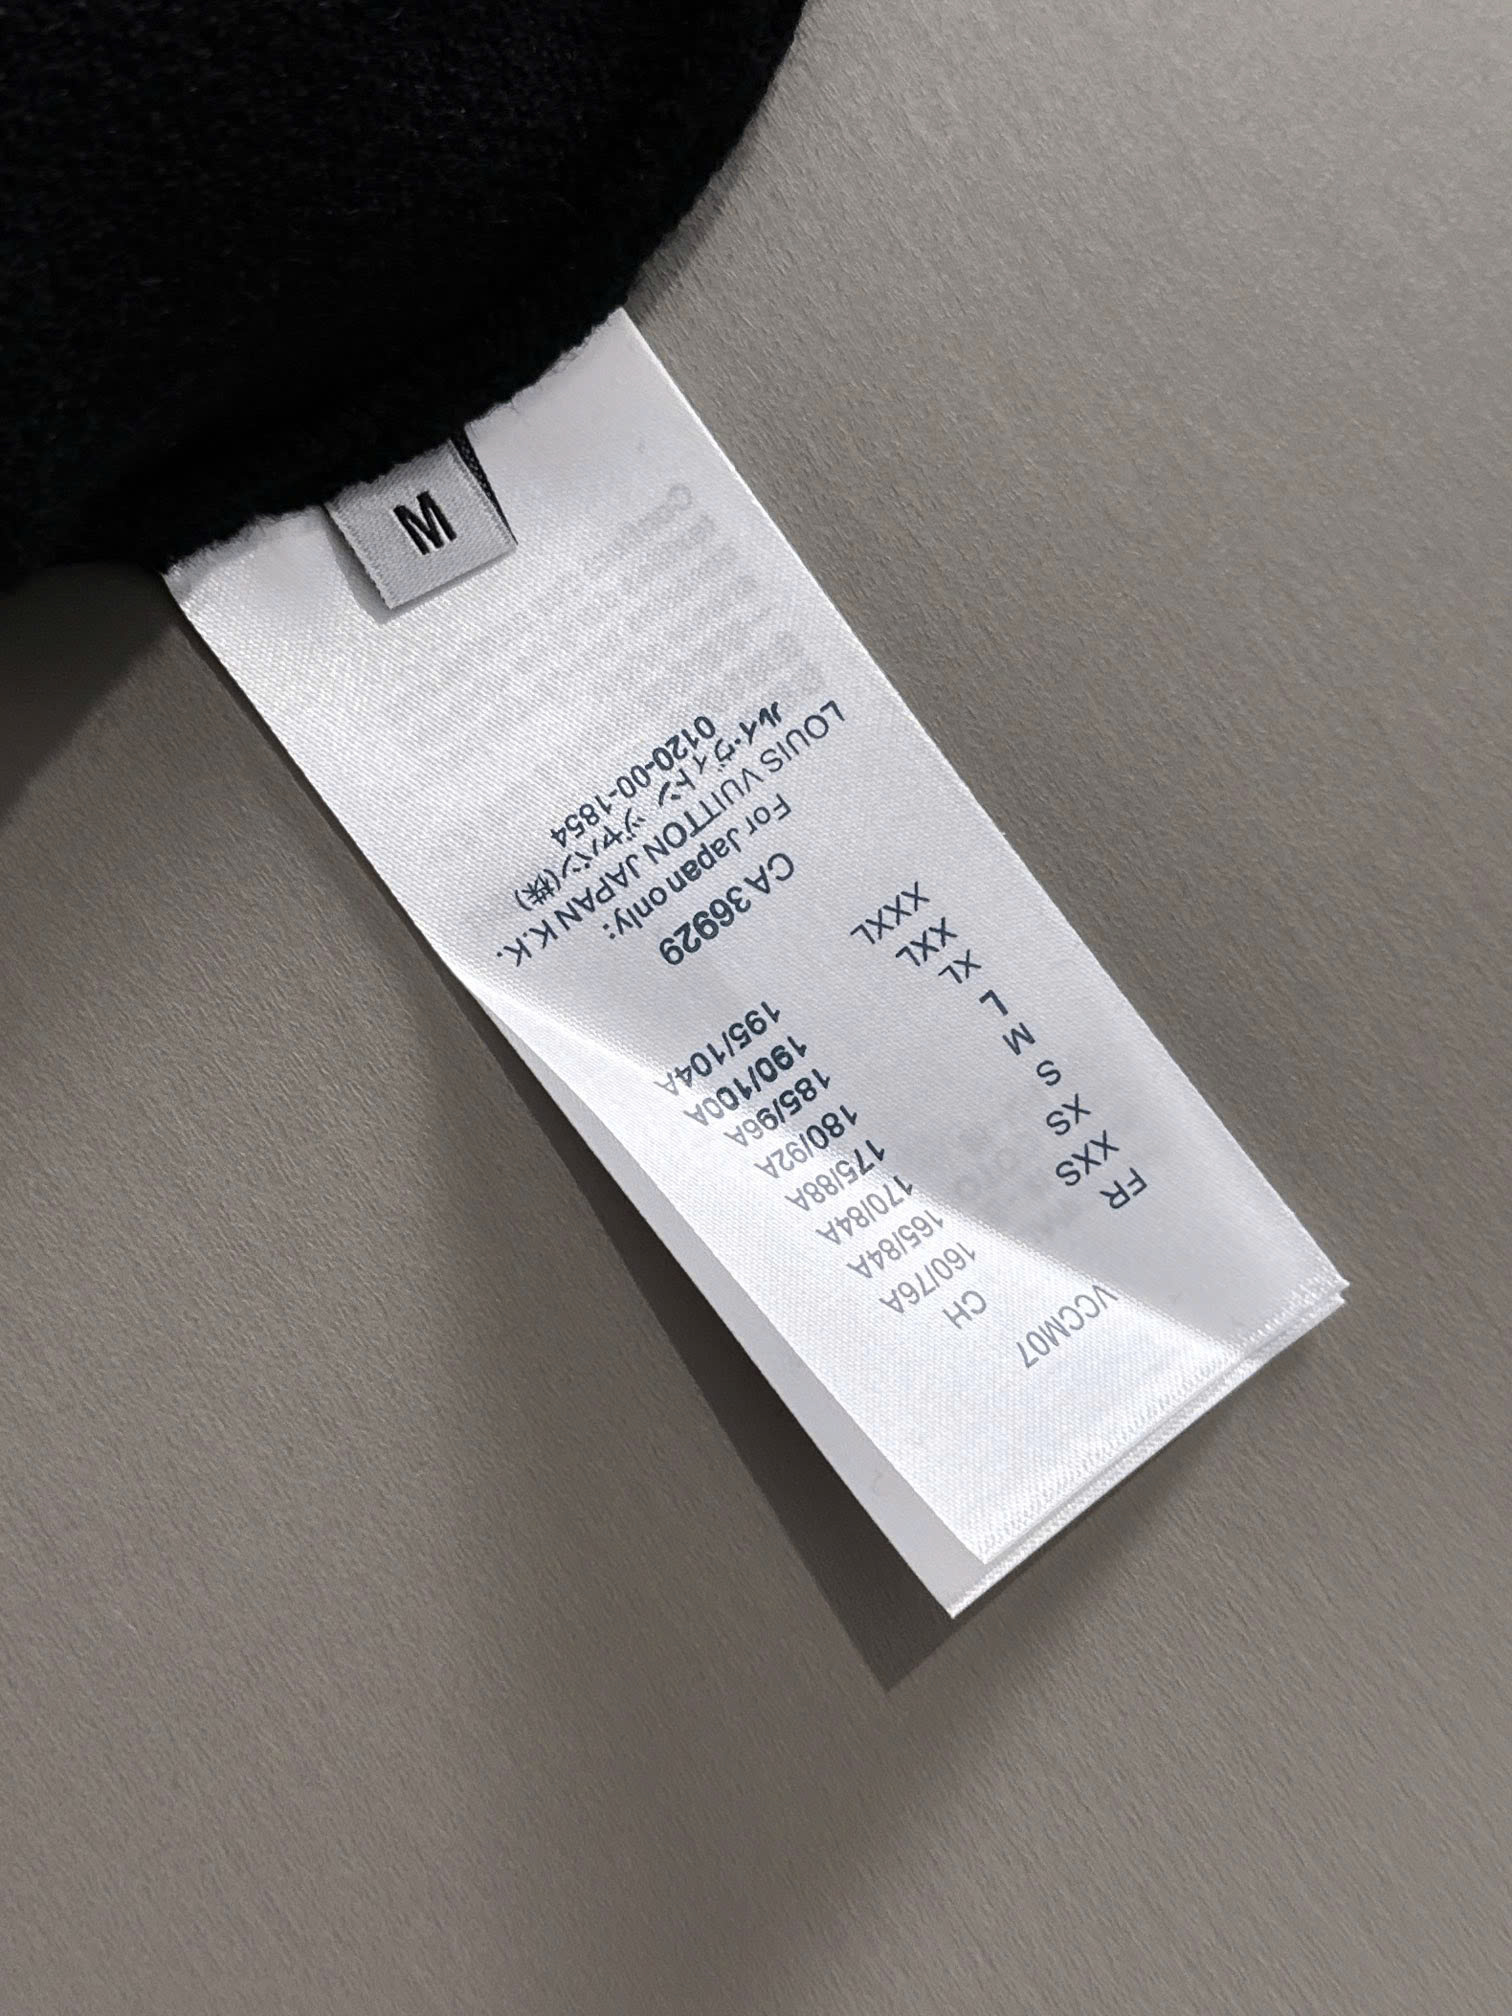 M
VCCM07
FR CH
XXS 160/76A
XS 165/84A
S 170/84A
M 175/88A
L 180/92A
XL 185/96A
XXL 190/100A
XXXL 195/104A
CA 36929
For Japan only:
LOUIS VUITTON JAPAN K.K.
ルイ・ヴィトン ジャパン(株)
0120-00-1854